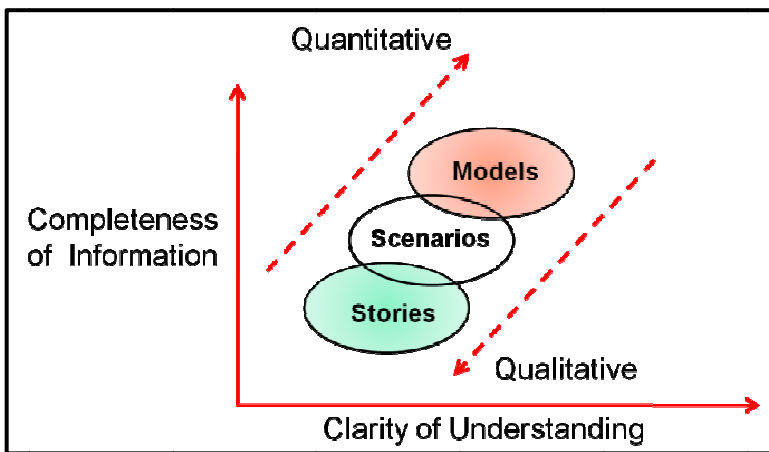 Quantitative
Models
Completeness
of Information
Scenarios
Stories
Qualitative
Clarity of Understanding